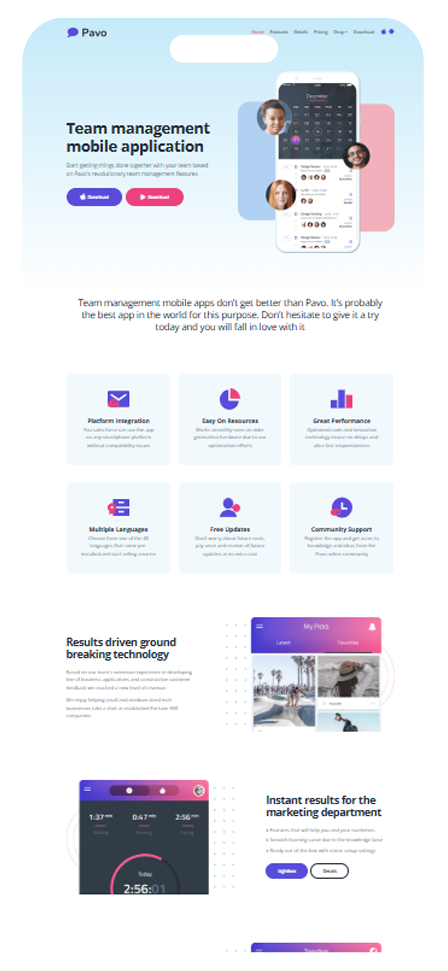 Pavo
Home Features Details Pricing Drop Download
Team management
mobile application
Start getting things done together with your team based
on Pavo's revolutionary team management features
Download Download
December
Team management mobile apps don't get better than Pavo. It's probably
the best app in the world for this purpose. Don't hesitate to give it a try
today and you will fall in love with it
Platform Integration
You sales force can use the app
on any smartphone platform
without compatibility issues
Easy On Resources
Works smoothly even on older
generation hardware due to our
optimization efforts
Great Performance
Optimized code and innovative
technology insure no delays and
ultra-fast responsiveness
Multiple Languages
Choose from one of the 40
languages that come pre-
installed and start selling smarter
Free Updates
Don't worry about future costs,
pay once and receive all future
updates at no extra cost
Community Support
Register the app and get acces to
knowledge and ideas from the
Pavo online community
Results driven ground
breaking technology
Based on our team's extensive experience in developing
line of business applications and constructive customer
feedback we reached a new level of revenue.
We enjoy helping small and medium sized tech
businesses take a shot at established Fortune 500
companies
My Picks
Latest Favorites
1:37 0:47 2:56
Today
2:56:01
Instant results for the
marketing department
Features that will help you and your marketers
Smooth learning curve due to the knowledge base
Ready out-of-the-box with minor setup settings
Lightbox Details
Trending